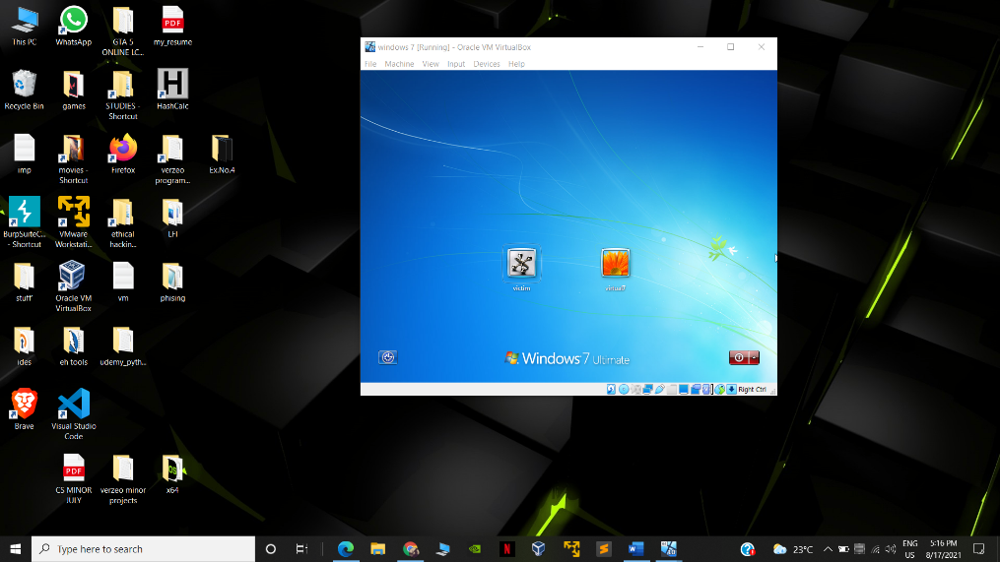 This PC
WhatsApp
GTA 5
ONLINE LC...
my_resume
Recycle Bin
games
STUDIES -
Shortcut
HashCalc
imp
movies -
Shortcut
Firefox
verzeo
program...
Ex.No.4
BurpSuiteC...
- Shortcut
VMware
Workstati...
ethical
hackin...
LFI
stuff'
Oracle VM
VirtualBox
vm
phising
ides
eh tools
udemy_pyth...
Brave
Visual Studio
Code
CS MINOR
JULY
verzeo minor
projects
x64
windows 7 [Running] - Oracle VM VirtualBox
File Machine View Input Devices Help
victim
virtual7
Windows 7 Ultimate
Right Ctrl
Type here to search
23°C
ENG
US
5:16 PM
8/17/2021